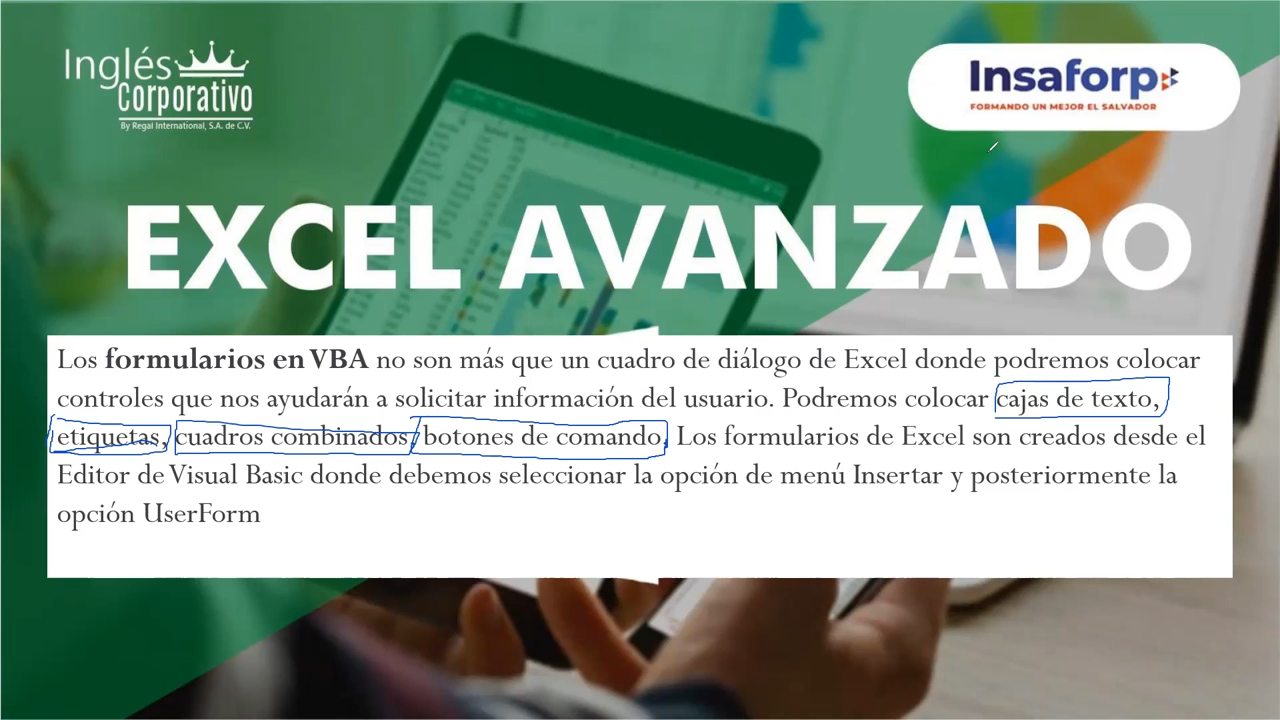 Inglés
Corporativo
By Regal International, S.A. de C.V.
Insaforp
FORMANDO UN MEJOR EL SALVADOR
EXCEL AVANZADO
Los formularios en VBA no son más que un cuadro de diálogo de Excel donde podremos colocar
controles que nos ayudarán a solicitar información del usuario. Podremos colocar cajas de texto,
etiquetas, cuadros combinados, botones de comando, Los formularios de Excel son creados desde el
Editor de Visual Basic donde debemos seleccionar la opción de menú Insertar y posteriormente la
opción UserForm